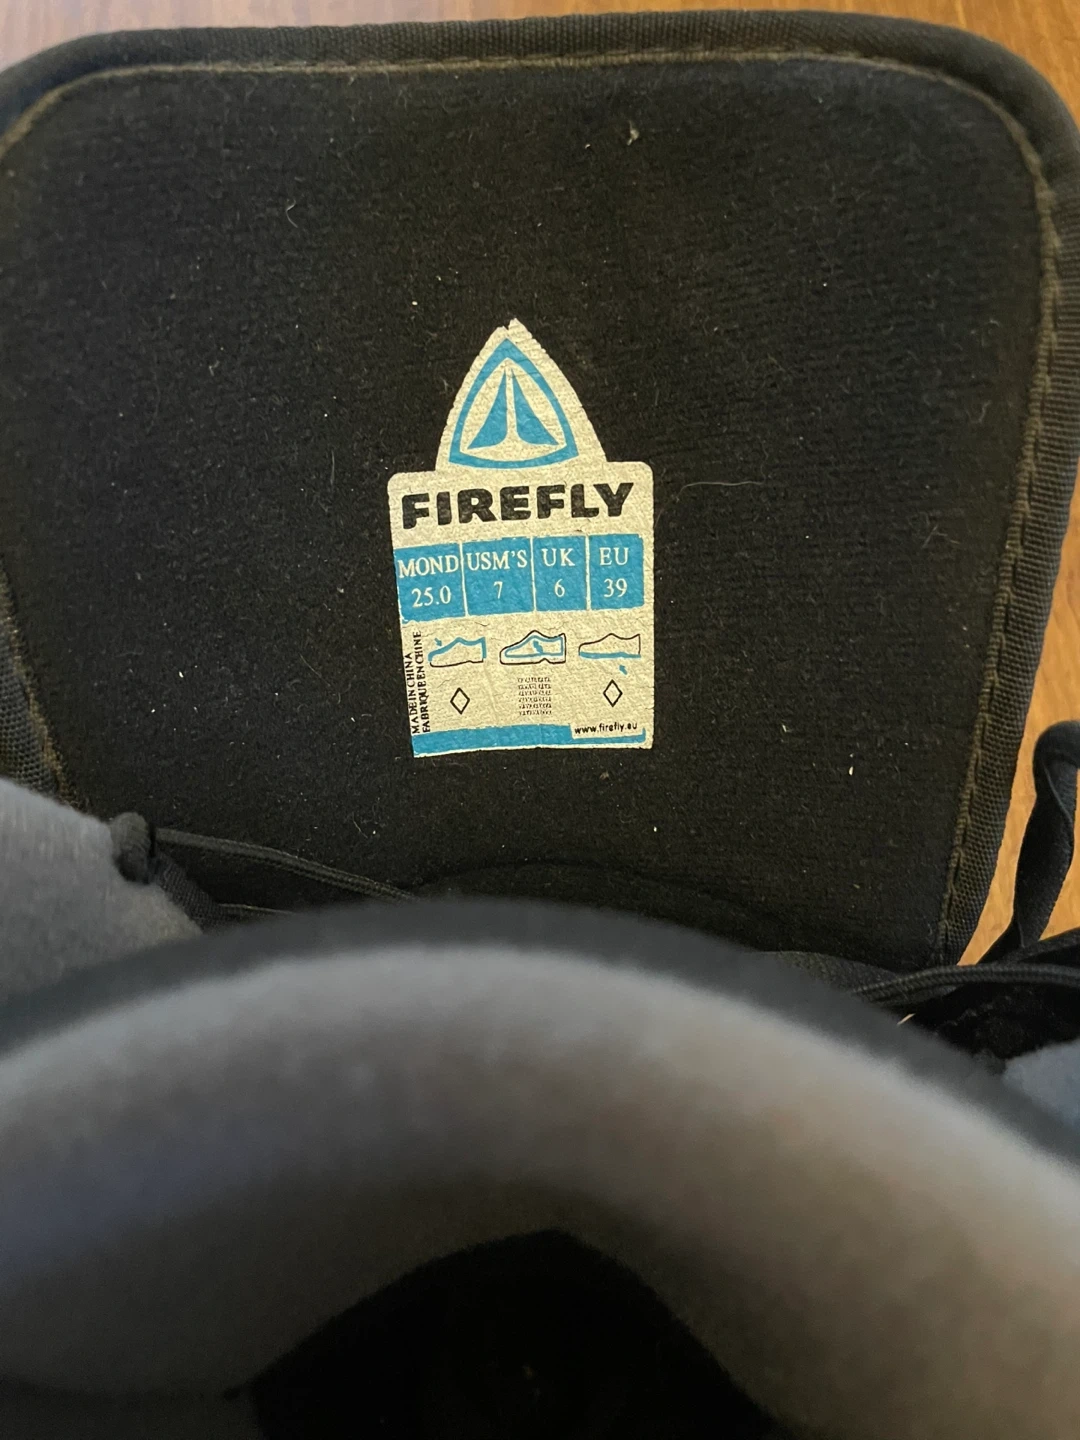 FIREFLY
MOND USM'S UK EU
25.0 7 6 39
MADE IN CHINA
FABRIQUE EN CHINE
www.firefly.eu